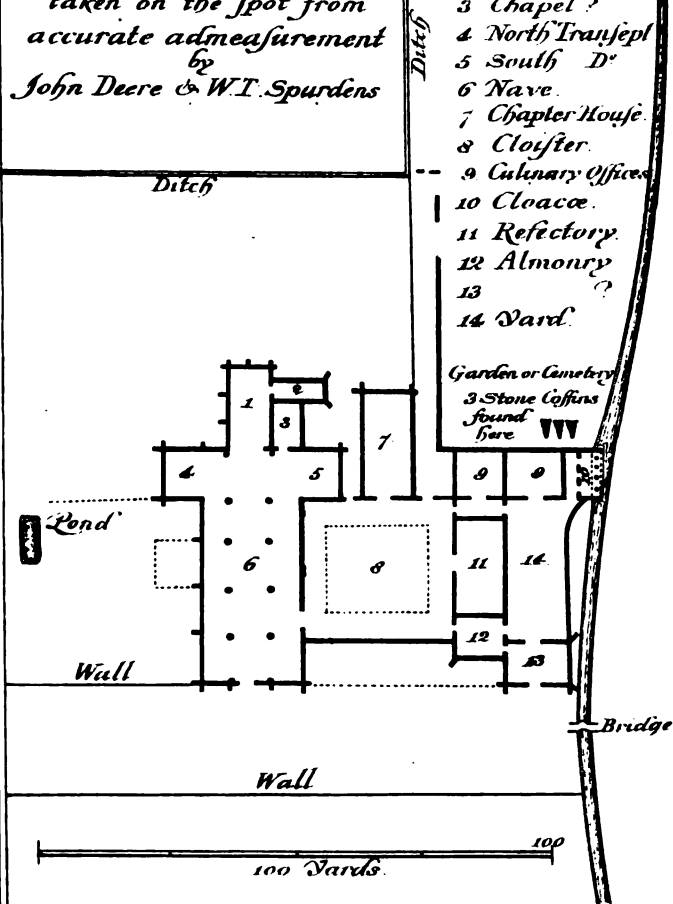 taken on the ſpot from
accurate admeaſurement
by
John Deere & W.T. Spurdens
Ditch
Ditch
3 Chapel ?
4 North Tranſept
5 South Do
6 Nave.
7 Chapter Houſe.
8 Cloiſter.
9 Culinary Offices
10 Cloacæ.
11 Refectory.
12 Almonry
13 ?
14 Yard.
Garden or Cemetery
3 Stone Coffins
found
here
1
2
3
7
4
5
9
9
10
Pond
6
8
11
14
12
13
Wall
Bridge
Wall
100
100 Yards.